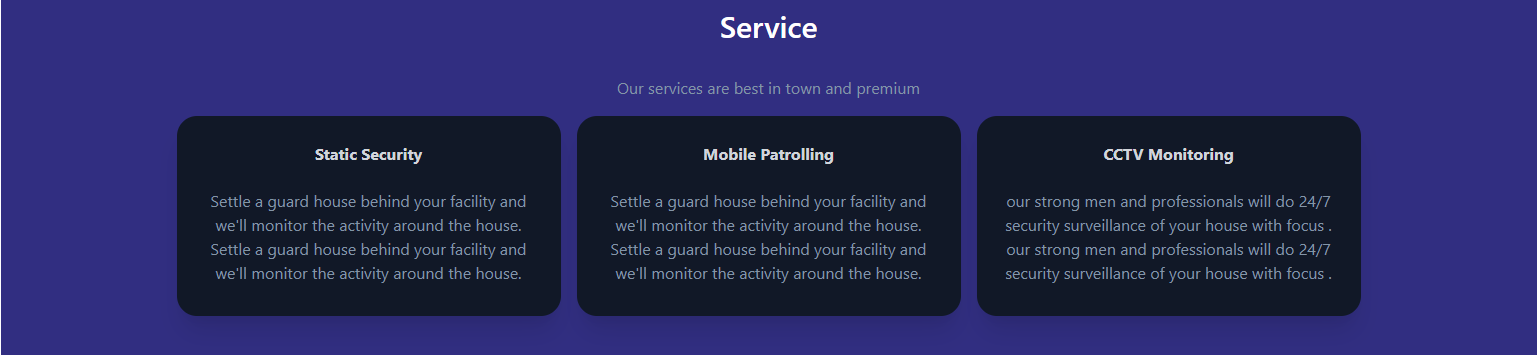 Service
Our services are best in town and premium
Static Security
Settle a guard house behind your facility and
we'll monitor the activity around the house.
Settle a guard house behind your facility and
we'll monitor the activity around the house.
Mobile Patrolling
Settle a guard house behind your facility and
we'll monitor the activity around the house.
Settle a guard house behind your facility and
we'll monitor the activity around the house.
CCTV Monitoring
our strong men and professionals will do 24/7
security surveillance of your house with focus .
our strong men and professionals will do 24/7
security surveillance of your house with focus .